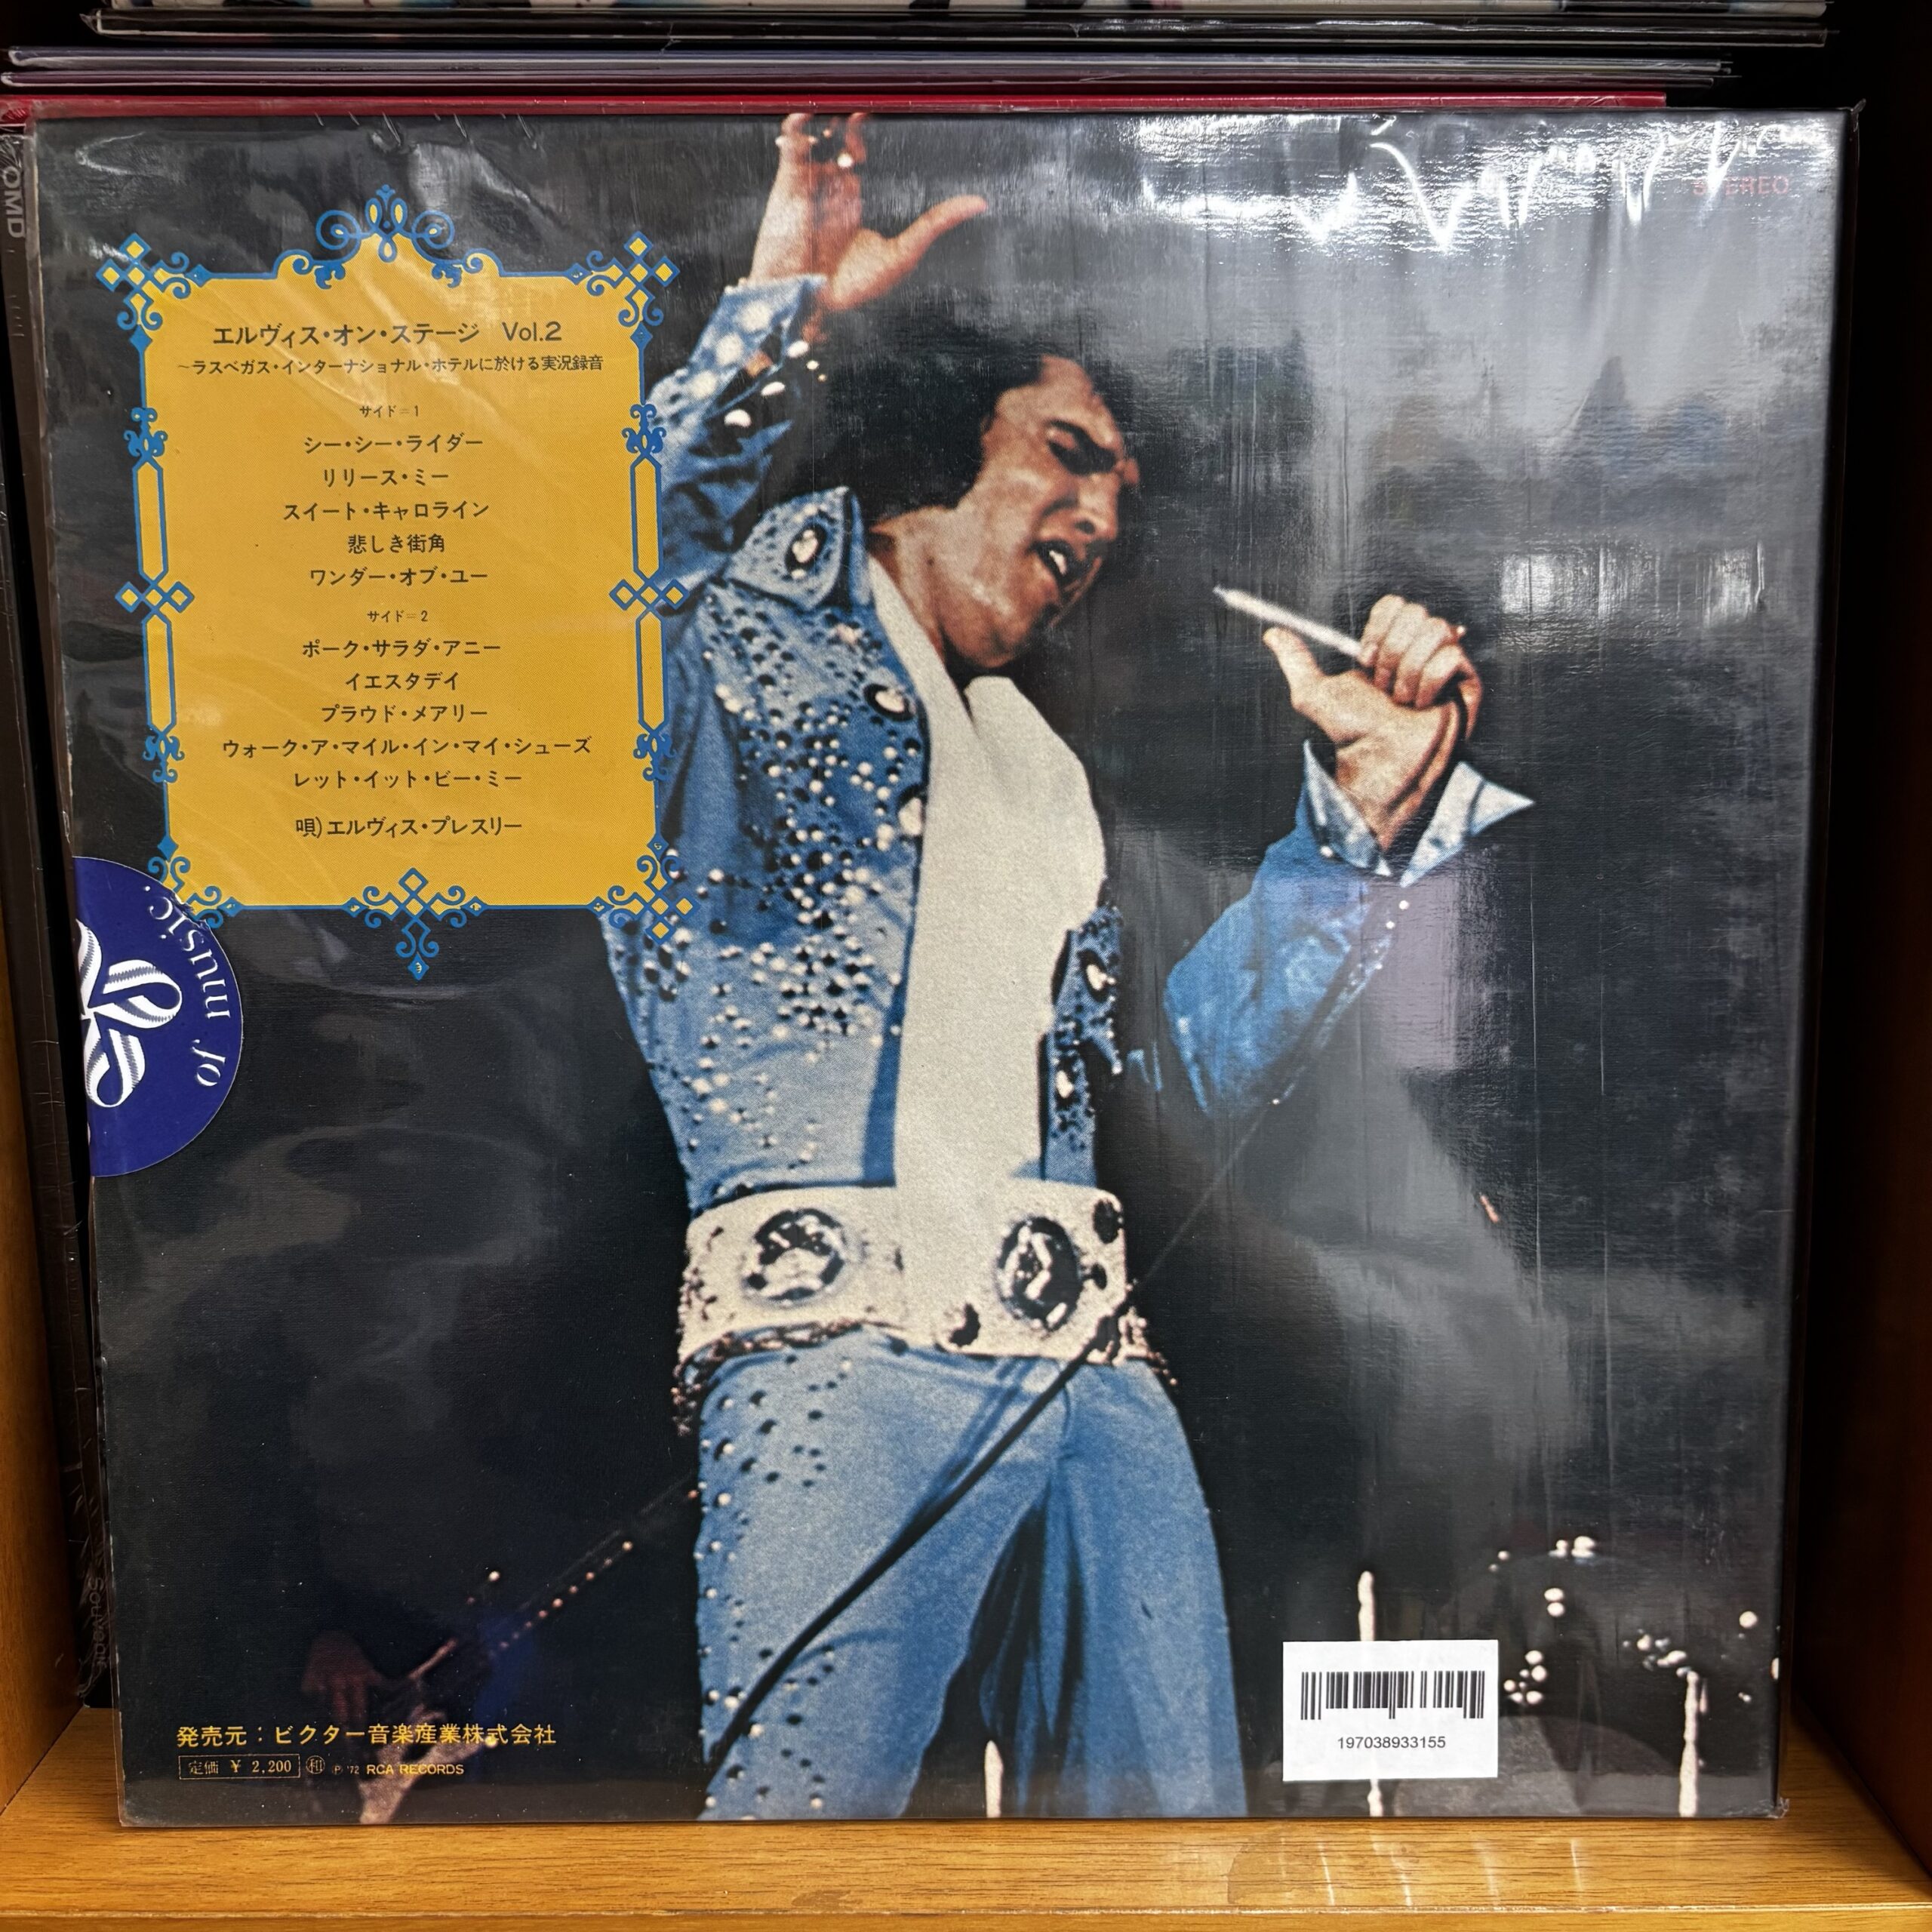 STEREO
エルヴィス・オン・ステージ Vol.2
~ラスベガス・インターナショナル・ホテルに於ける実況録音
サイド=1
シー・シー・ライダー
リリース・ミー
スイート・キャロライン
悲しき街角
ワンダー・オブ・ユー
サイド=2
ポーク・サラダ・アニー
イエスタデイ
プラウド・メアリー
ウォーク・ア・マイル・イン・マイ・シューズ
レット・イット・ビー・ミー
唄)エルヴィス・プレスリー
of music.
発売元:ビクター音楽産業株式会社
定価 ¥ 2,200 ㊓ P. '72 RCA RECORDS
197038933155